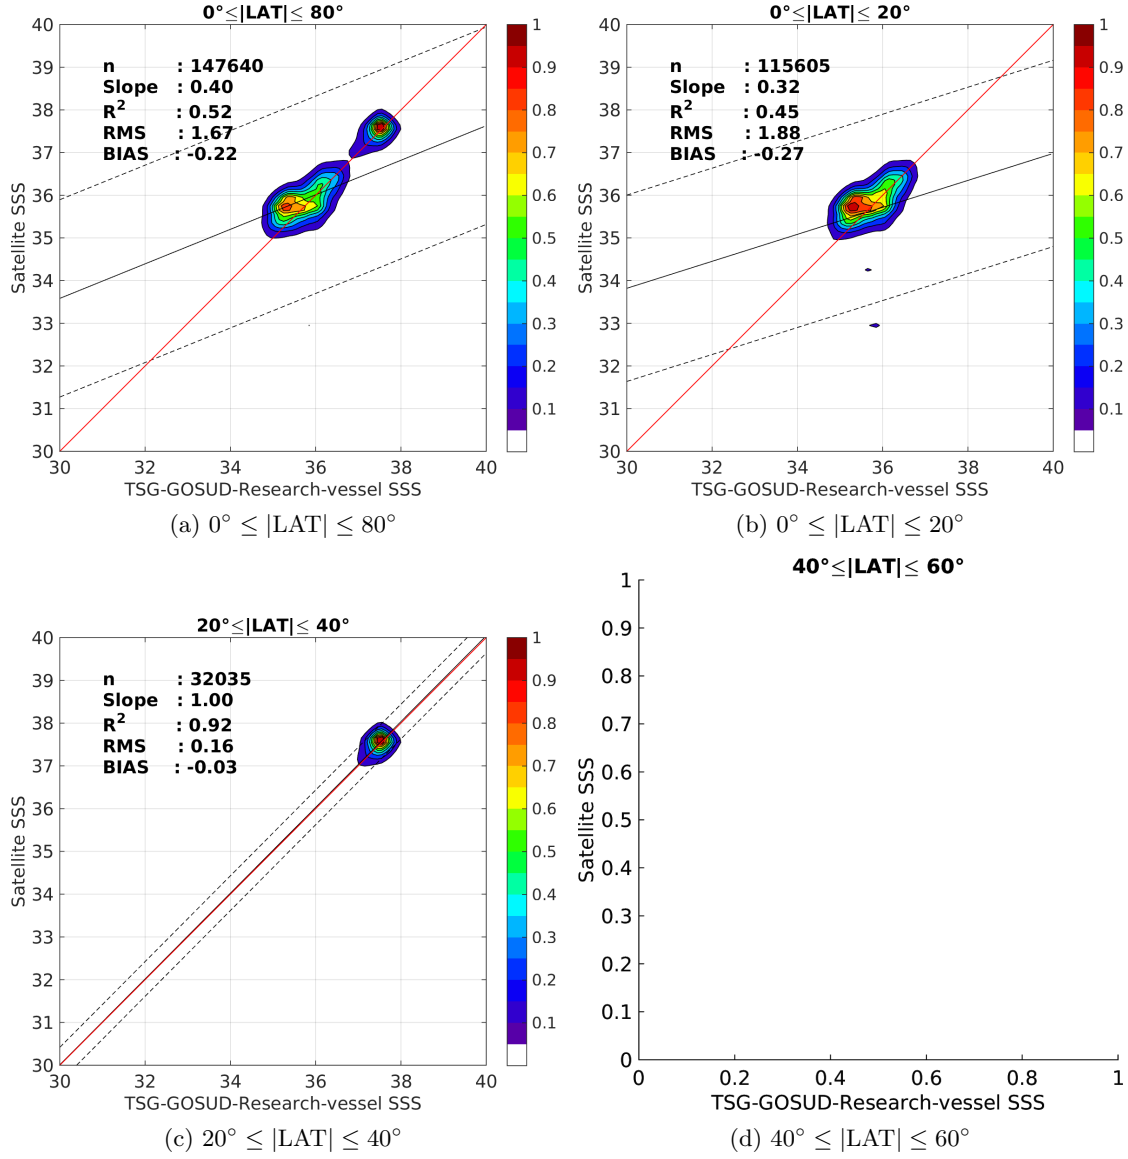 0°≤|LAT|≤ 80°
40
39
38
37
36
35
34
33
32
31
30
Satellite SSS
n : 147640
Slope : 0.40
R2 : 0.52
RMS : 1.67
BIAS : -0.22
30 32 34 36 38 40
TSG-GOSUD-Research-vessel SSS
1
0.9
0.8
0.7
0.6
0.5
0.4
0.3
0.2
0.1
(a) 0° ≤ |LAT| ≤ 80°
0°≤|LAT|≤ 20°
40
39
38
37
36
35
34
33
32
31
30
Satellite SSS
n : 115605
Slope : 0.32
R2 : 0.45
RMS : 1.88
BIAS : -0.27
30 32 34 36 38 40
TSG-GOSUD-Research-vessel SSS
1
0.9
0.8
0.7
0.6
0.5
0.4
0.3
0.2
0.1
(b) 0° ≤ |LAT| ≤ 20°
20°≤|LAT|≤ 40°
40
39
38
37
36
35
34
33
32
31
30
Satellite SSS
n : 32035
Slope : 1.00
R2 : 0.92
RMS : 0.16
BIAS : -0.03
30 32 34 36 38 40
TSG-GOSUD-Research-vessel SSS
1
0.9
0.8
0.7
0.6
0.5
0.4
0.3
0.2
0.1
(c) 20° ≤ |LAT| ≤ 40°
40°≤|LAT|≤ 60°
1
0.9
0.8
0.7
0.6
0.5
0.4
0.3
0.2
0.1
0
Satellite SSS
0 0.2 0.4 0.6 0.8 1
TSG-GOSUD-Research-vessel SSS
(d) 40° ≤ |LAT| ≤ 60°